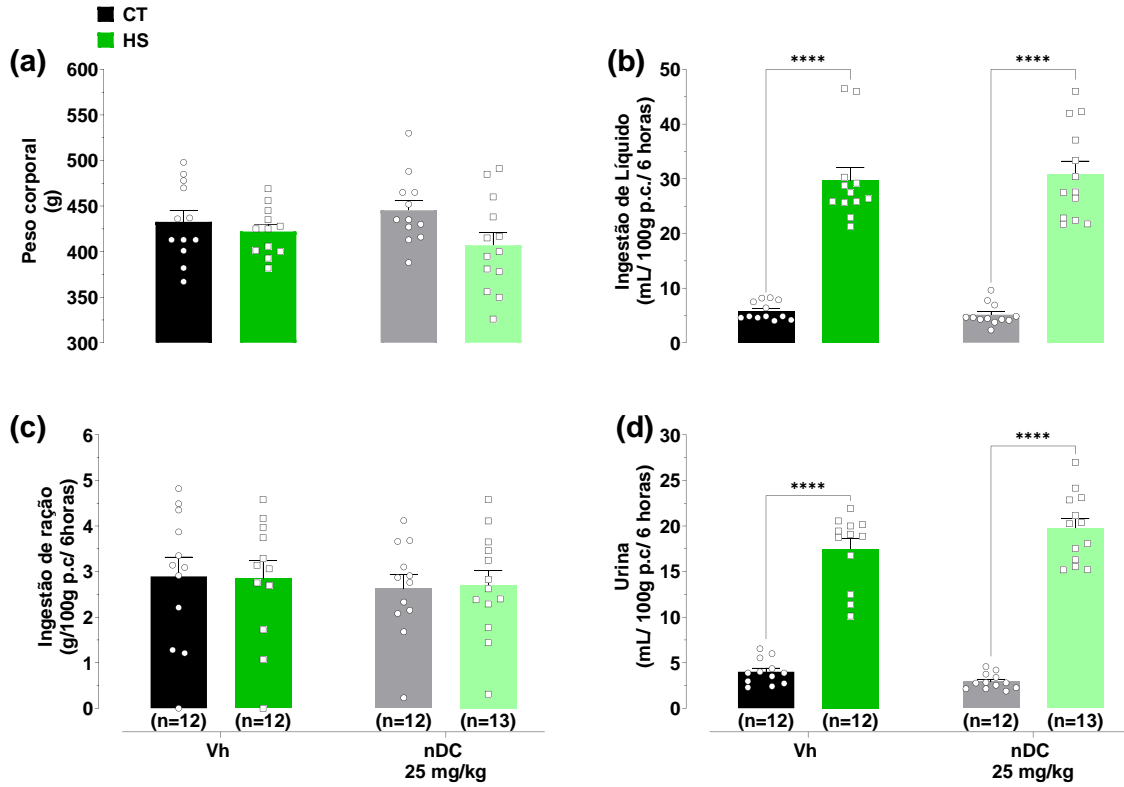 CT
HS
(a)
Peso corporal
(g)
600
550
500
450
400
350
300
(b)
Ingestão de Líquido
(mL/ 100g p.c./ 6 horas)
50
40
30
20
10
0
****
****
(c)
Ingestão de ração
(g/100g p.c/ 6horas)
6
5
4
3
2
1
0
(n=12) (n=12) (n=12) (n=13)
Vh nDC
25 mg/kg
(d)
Urina
(mL/ 100g p.c/ 6 horas)
30
25
20
15
10
5
0
****
****
(n=12) (n=12) (n=12) (n=13)
Vh nDC
25 mg/kg